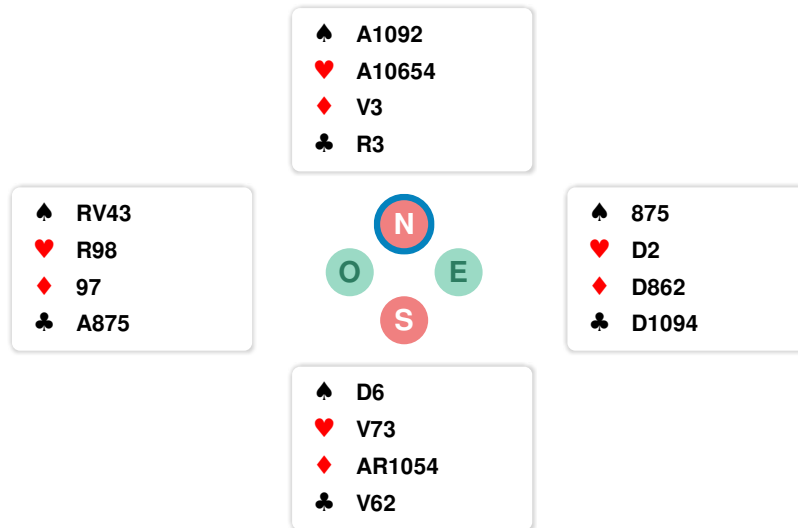 ♠ A1092
♥ A10654
♦ V3
♣ R3
♠ RV43
♥ R98
♦ 97
♣ A875
N
O E
S
♠ 875
♥ D2
♦ D862
♣ D1094
♠ D6
♥ V73
♦ AR1054
♣ V62